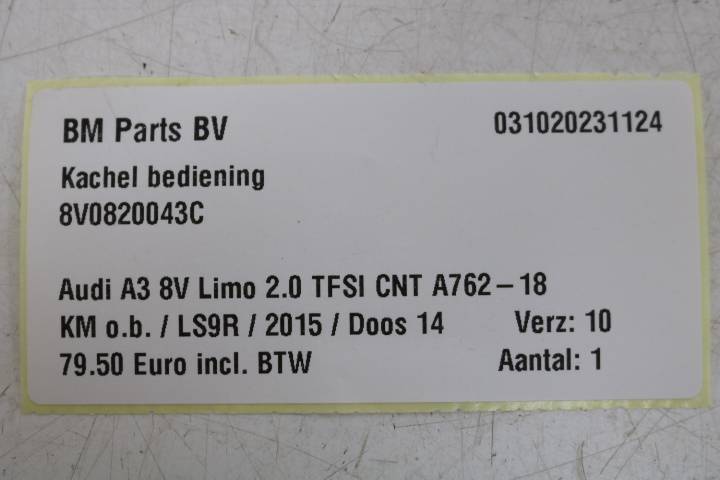 BM Parts BV 031020231124
Kachel bediening
8V0820043C
Audi A3 8V Limo 2.0 TFSI CNT A762-18
KM o.b. / LS9R / 2015 / Doos 14 Verz: 10
79.50 Euro incl. BTW Aantal: 1